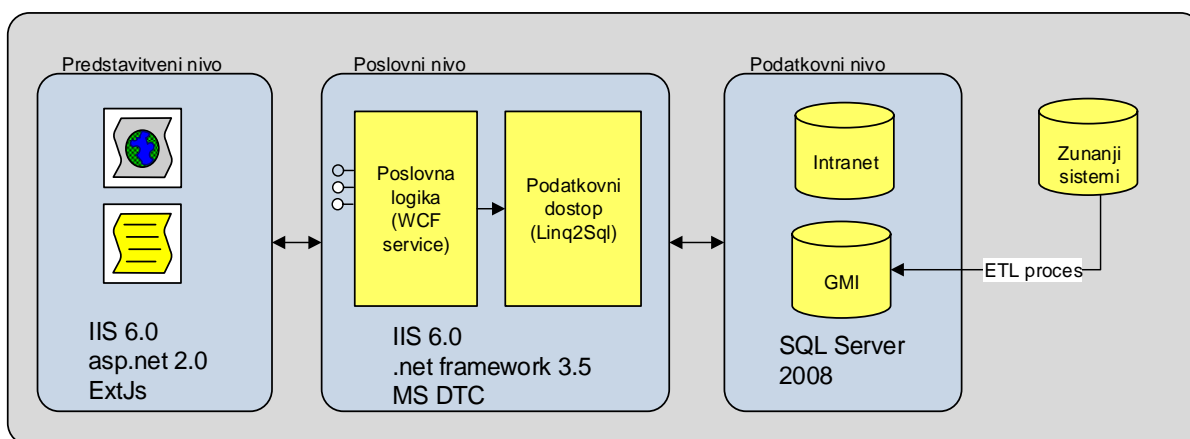 Predstavitveni nivo
Poslovni nivo
Podatkovni nivo
Poslovna
logika
(WCF
service)
Podatkovni
dostop
(Linq2Sql)
Intranet
GMI
Zunanji
sistemi
ETL proces
IIS 6.0
asp.net 2.0
ExtJs
IIS 6.0
.net framework 3.5
MS DTC
SQL Server
2008